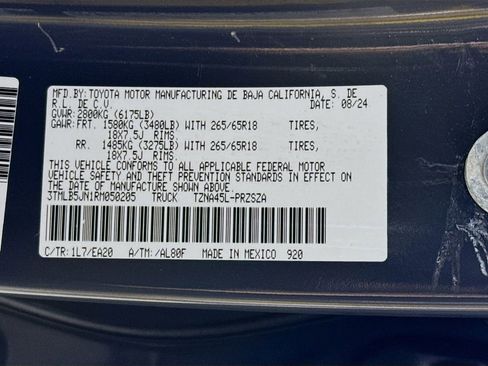 MFD.BY:TOYOTA MOTOR MANUFACTURING DE BAJA CALIFORNIA, S. DE
R.L. DE C.V. DATE: 08/24
GVWR: 2800KG (6175LB)
GAWR:FRT. 1580KG (3480LB) WITH 265/65R18 TIRES,
18X7.5J RIMS.
RR. 1485KG (3275LB) WITH 265/65R18 TIRES,
18X7.5J RIMS.
THIS VEHICLE CONFORMS TO ALL APPLICABLE FEDERAL MOTOR
VEHICLE SAFETY AND THEFT PREVENTION STANDARDS IN EFFECT ON
THE DATE OF MANUFACTURE SHOWN ABOVE.
3TMLB5JN1RM050205 TRUCK TZNA45L-PRZSZA
C/TR:1L7/EA20 A/TM:/AL80F MADE IN MEXICO 920